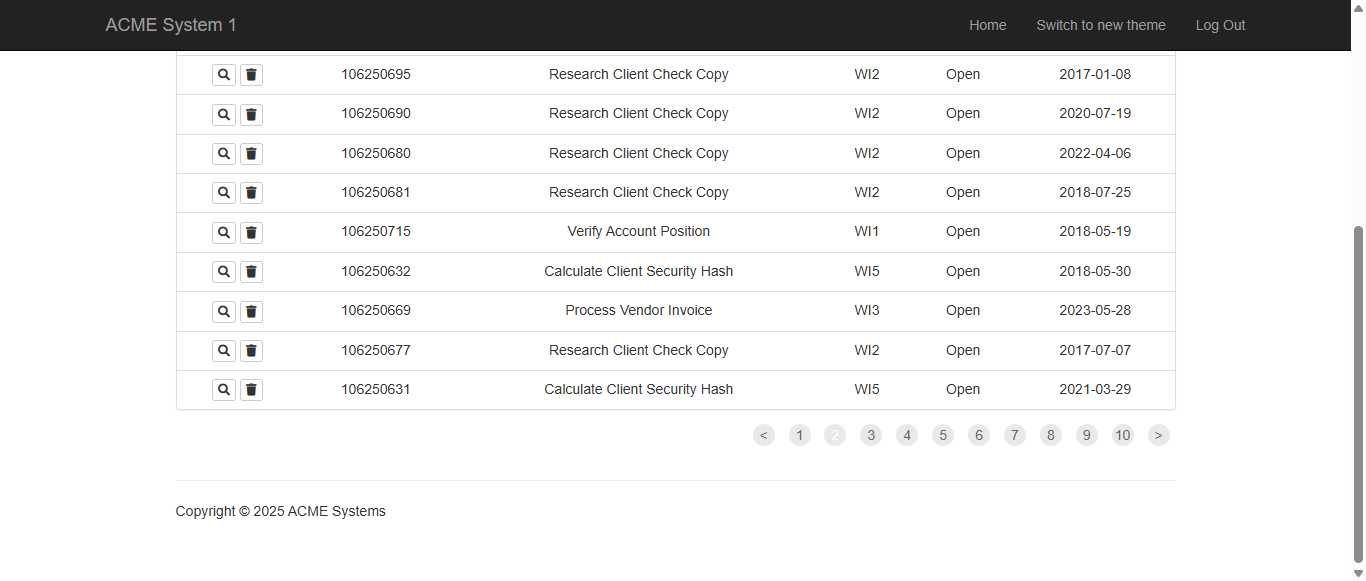 ACME System 1 Home Switch to new theme Log Out
106250695 Research Client Check Copy WI2 Open 2017-01-08
106250690 Research Client Check Copy WI2 Open 2020-07-19
106250680 Research Client Check Copy WI2 Open 2022-04-06
106250681 Research Client Check Copy WI2 Open 2018-07-25
106250715 Verify Account Position WI1 Open 2018-05-19
106250632 Calculate Client Security Hash WI5 Open 2018-05-30
106250669 Process Vendor Invoice WI3 Open 2023-05-28
106250677 Research Client Check Copy WI2 Open 2017-07-07
106250631 Calculate Client Security Hash WI5 Open 2021-03-29
< 1 2 3 4 5 6 7 8 9 10 >
Copyright © 2025 ACME Systems